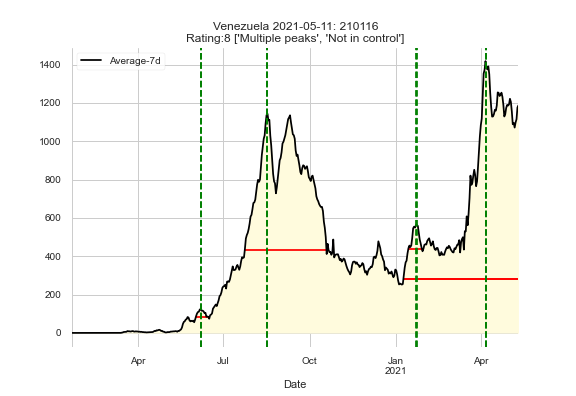 Venezuela 2021-05-11: 210116
Rating:8 ['Multiple peaks', 'Not in control']
Average-7d
1400
1200
1000
800
600
400
200
0
Apr
Jul
Oct
Jan
2021
Apr
Date